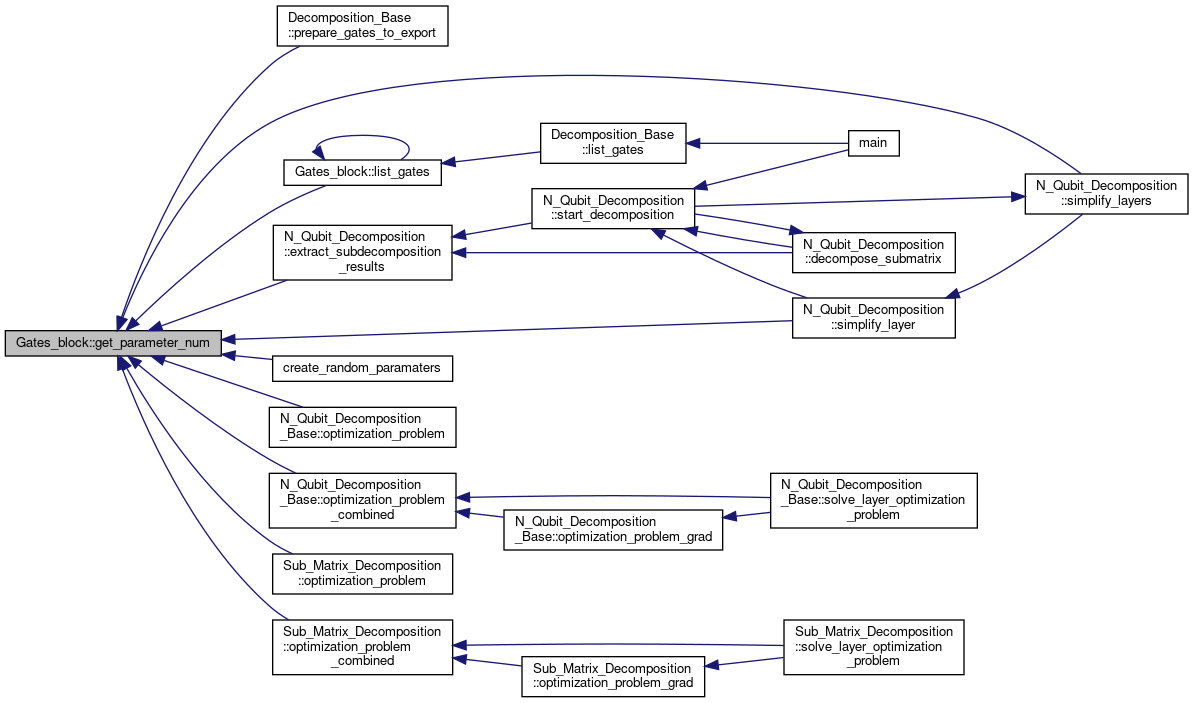 Decomposition_Base
::prepare_gates_to_export
Gates_block::list_gates
Decomposition_Base
::list_gates
main
N_Qubit_Decomposition
::simplify_layers
N_Qubit_Decomposition
::start_decomposition
N_Qubit_Decomposition
::extract_subdecomposition
_results
N_Qubit_Decomposition
::decompose_submatrix
N_Qubit_Decomposition
::simplify_layer
Gates_block::get_parameter_num
create_random_paramaters
N_Qubit_Decomposition
_Base::optimization_problem
N_Qubit_Decomposition
_Base::optimization_problem
_combined
N_Qubit_Decomposition
_Base::solve_layer_optimization
_problem
N_Qubit_Decomposition
_Base::optimization_problem_grad
Sub_Matrix_Decomposition
::optimization_problem
Sub_Matrix_Decomposition
::optimization_problem
_combined
Sub_Matrix_Decomposition
::solve_layer_optimization
_problem
Sub_Matrix_Decomposition
::optimization_problem_grad